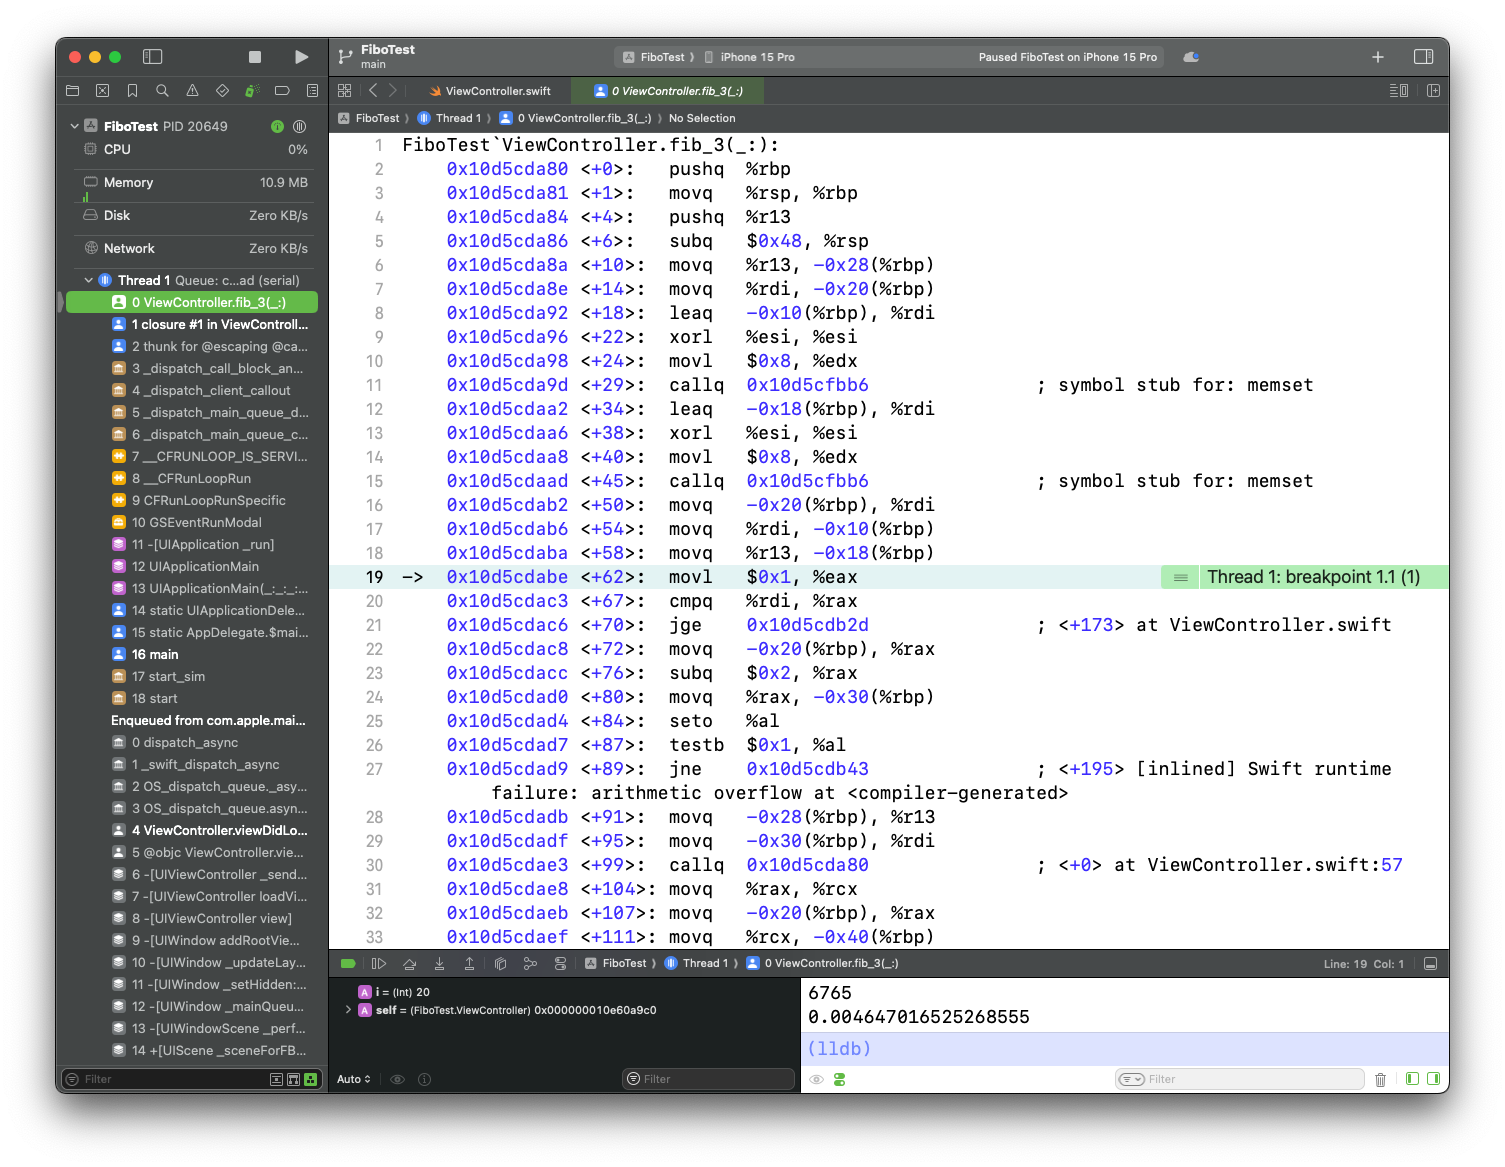 FiboTest
main
FiboTest 〉 iPhone 15 Pro
Paused FiboTest on iPhone 15 Pro
ViewController.swift
0 ViewController.fib_3(_:)
FiboTest 〉 Thread 1 〉 0 ViewController.fib_3(_:) 〉 No Selection
FiboTest PID 20649
CPU 0%
Memory 10.9 MB
Disk Zero KB/s
Network Zero KB/s
Thread 1 Queue: c...ad (serial)
0 ViewController.fib_3(_:)
1 closure #1 in ViewControll...
2 thunk for @escaping @ca...
3 _dispatch_call_block_an...
4 _dispatch_client_callout
5 _dispatch_main_queue_d...
6 _dispatch_main_queue_c...
7 __CFRUNLOOP_IS_SERVI...
8 __CFRunLoopRun
9 CFRunLoopRunSpecific
10 GSEventRunModal
11 -[UIApplication _run]
12 UIApplicationMain
13 UIApplicationMain(_:_:_:...
14 static UIApplicationDele...
15 static AppDelegate.$mai...
16 main
17 start_sim
18 start
Enqueued from com.apple.mai...
0 dispatch_async
1 _swift_dispatch_async
2 OS_dispatch_queue._asy...
3 OS_dispatch_queue.asyn...
4 ViewController.viewDidLo...
5 @objc ViewController.vie...
6 -[UIViewController _send...
7 -[UIViewController loadVi...
8 -[UIViewController view]
9 -[UIWindow addRootVie...
10 -[UIWindow _updateLay...
11 -[UIWindow _setHidden:...
12 -[UIWindow _mainQueu...
13 -[UIWindowScene _perf...
14 +[UIScene _sceneForFB...
Filter
1 FiboTest`ViewController.fib_3(_:):
2 0x10d5cda80 <+0>: pushq %rbp
3 0x10d5cda81 <+1>: movq %rsp, %rbp
4 0x10d5cda84 <+4>: pushq %r13
5 0x10d5cda86 <+6>: subq $0x48, %rsp
6 0x10d5cda8a <+10>: movq %r13, -0x28(%rbp)
7 0x10d5cda8e <+14>: movq %rdi, -0x20(%rbp)
8 0x10d5cda92 <+18>: leaq -0x10(%rbp), %rdi
9 0x10d5cda96 <+22>: xorl %esi, %esi
10 0x10d5cda98 <+24>: movl $0x8, %edx
11 0x10d5cda9d <+29>: callq 0x10d5cfbb6 ; symbol stub for: memset
12 0x10d5cdaa2 <+34>: leaq -0x18(%rbp), %rdi
13 0x10d5cdaa6 <+38>: xorl %esi, %esi
14 0x10d5cdaa8 <+40>: movl $0x8, %edx
15 0x10d5cdaad <+45>: callq 0x10d5cfbb6 ; symbol stub for: memset
16 0x10d5cdab2 <+50>: movq -0x20(%rbp), %rdi
17 0x10d5cdab6 <+54>: movq %rdi, -0x10(%rbp)
18 0x10d5cdaba <+58>: movq %r13, -0x18(%rbp)
19 -> 0x10d5cdabe <+62>: movl $0x1, %eax Thread 1: breakpoint 1.1 (1)
20 0x10d5cdac3 <+67>: cmpq %rdi, %rax
21 0x10d5cdac6 <+70>: jge 0x10d5cdb2d ; <+173> at ViewController.swift
22 0x10d5cdac8 <+72>: movq -0x20(%rbp), %rax
23 0x10d5cdacc <+76>: subq $0x2, %rax
24 0x10d5cdad0 <+80>: movq %rax, -0x30(%rbp)
25 0x10d5cdad4 <+84>: seto %al
26 0x10d5cdad7 <+87>: testb $0x1, %al
27 0x10d5cdad9 <+89>: jne 0x10d5cdb43 ; <+195> [inlined] Swift runtime
failure: arithmetic overflow at <compiler-generated>
28 0x10d5cdadb <+91>: movq -0x28(%rbp), %r13
29 0x10d5cdadf <+95>: movq -0x30(%rbp), %rdi
30 0x10d5cdae3 <+99>: callq 0x10d5cda80 ; <+0> at ViewController.swift:57
31 0x10d5cdae8 <+104>: movq %rax, %rcx
32 0x10d5cdaeb <+107>: movq -0x20(%rbp), %rax
33 0x10d5cdaef <+111>: movq %rcx, -0x40(%rbp)
FiboTest 〉 Thread 1 〉 0 ViewController.fib_3(_:)
Line: 19 Col: 1
A i = (Int) 20
A self = (FiboTest.ViewController) 0x000000010e60a9c0
Auto
Filter
6765
0.004647016525268555
(lldb)
Filter